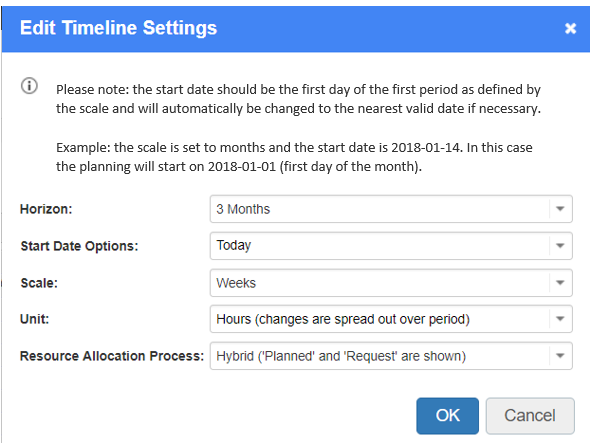 Edit Timeline Settings
Please note: the start date should be the first day of the first period as defined by
the scale and will automatically be changed to the nearest valid date if necessary.
Example: the scale is set to months and the start date is 2018-01-14. In this case
the planning will start on 2018-01-01 (first day of the month).
Horizon: 3 Months
Start Date Options: Today
Scale: Weeks
Unit: Hours (changes are spread out over period)
Resource Allocation Process: Hybrid ('Planned' and 'Request' are shown)
OK Cancel